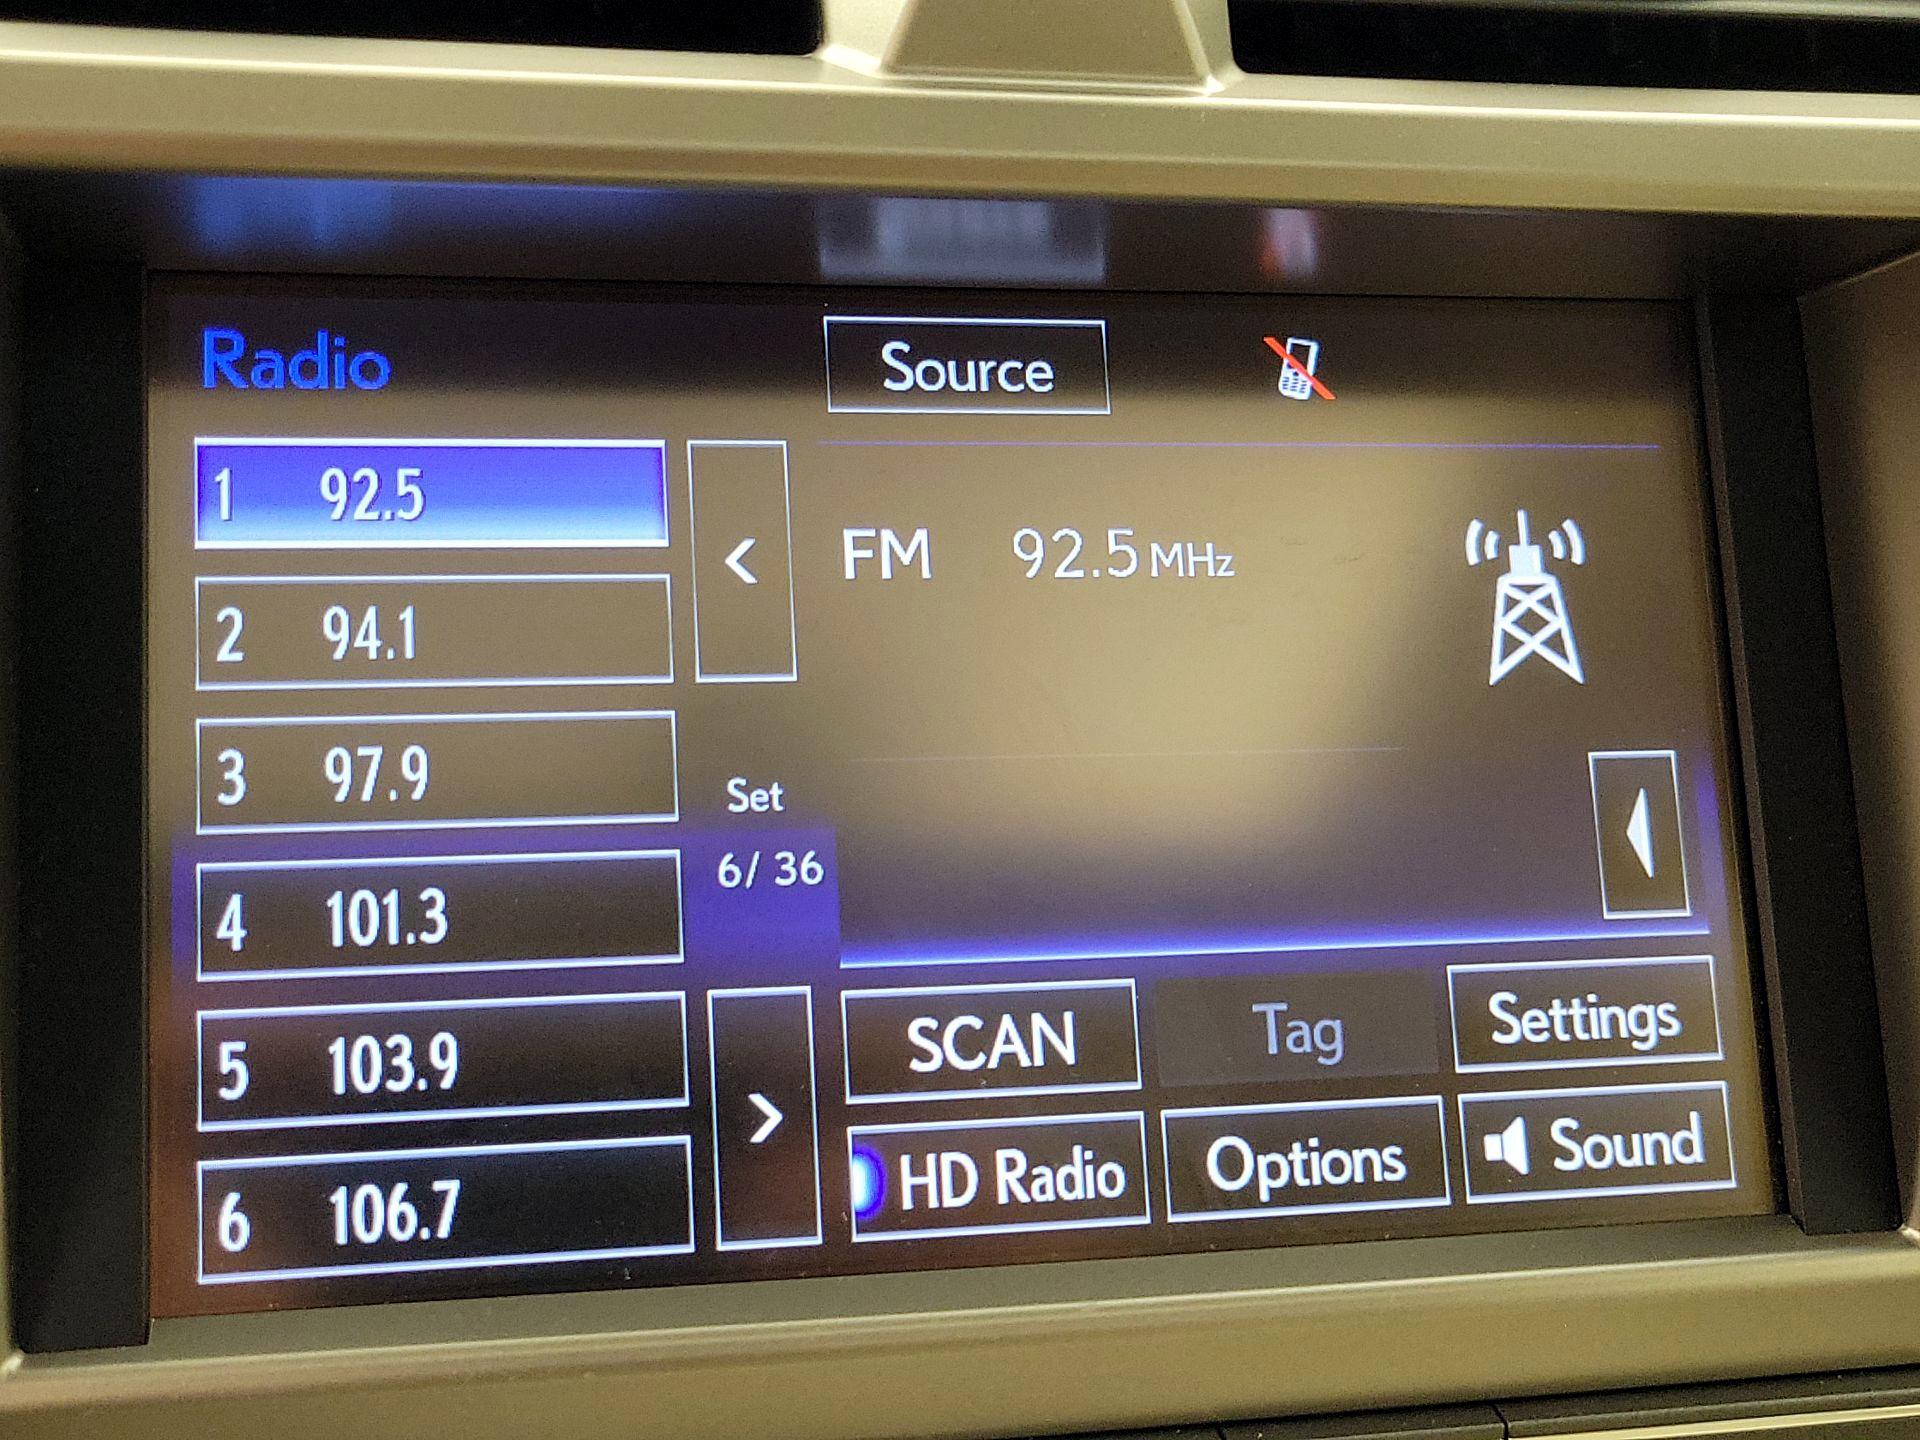 Radio
Source
1 92.5
2 94.1
3 97.9
4 101.3
5 103.9
6 106.7
<
Set
6/ 36
>
FM 92.5 MHz
SCAN
Tag
Settings
HD Radio
Options
Sound